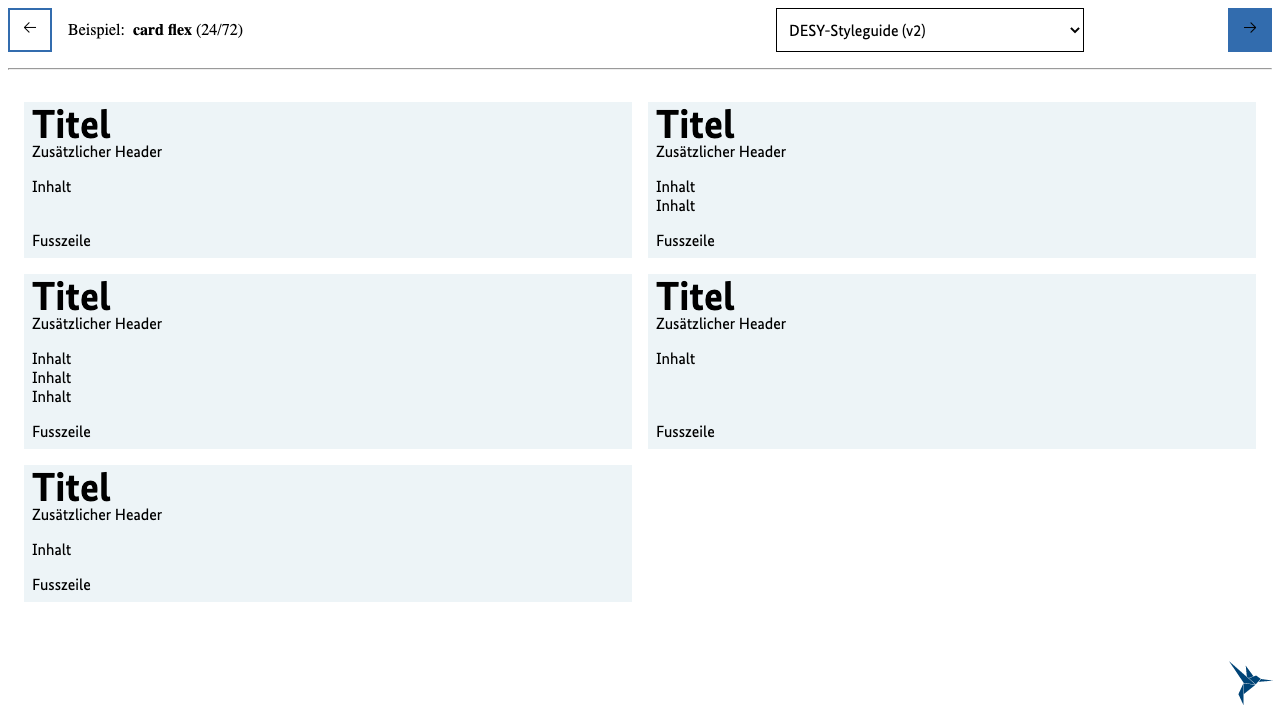 ← Beispiel: card flex (24/72) DESY-Styleguide (v2) →
Titel
Zusätzlicher Header
Inhalt
Fusszeile
Titel
Zusätzlicher Header
Inhalt
Inhalt
Fusszeile
Titel
Zusätzlicher Header
Inhalt
Inhalt
Inhalt
Fusszeile
Titel
Zusätzlicher Header
Inhalt
Fusszeile
Titel
Zusätzlicher Header
Inhalt
Fusszeile